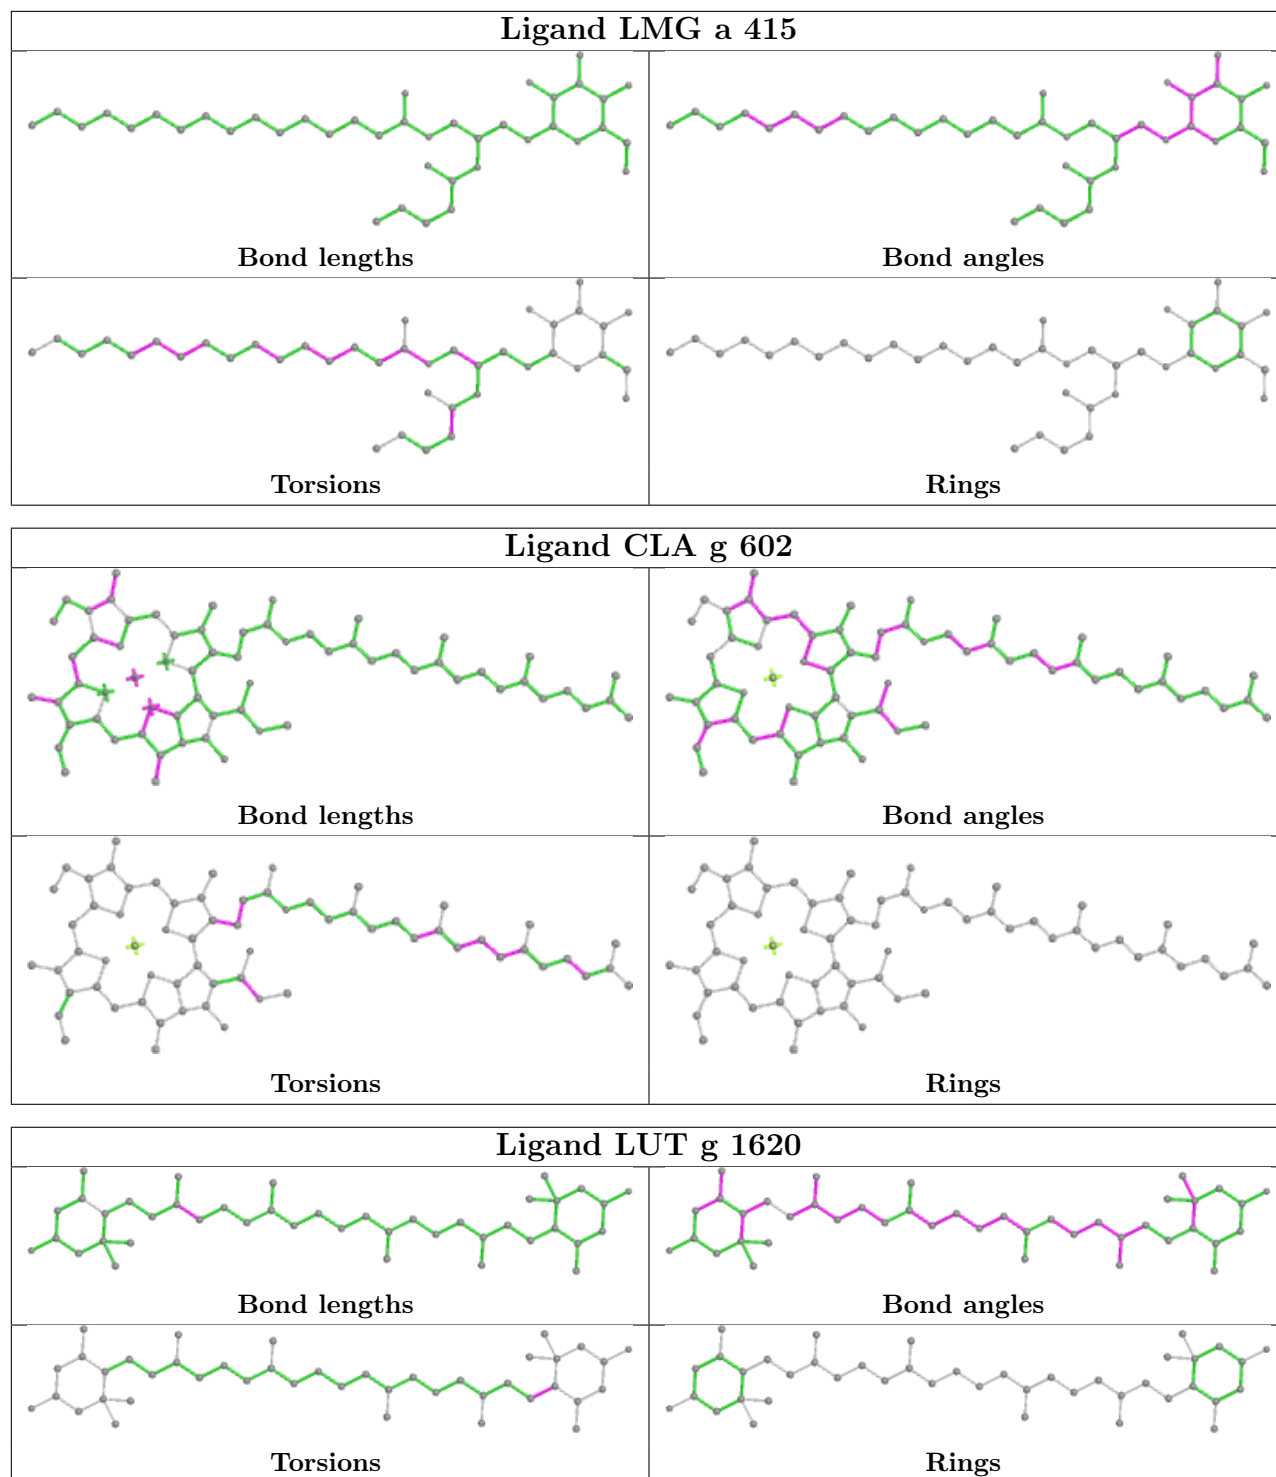 Ligand LMG a 415
Bond lengths
Bond angles
Torsions
Rings
Ligand CLA g 602
Bond lengths
Bond angles
Torsions
Rings
Ligand LUT g 1620
Bond lengths
Bond angles
Torsions
Rings